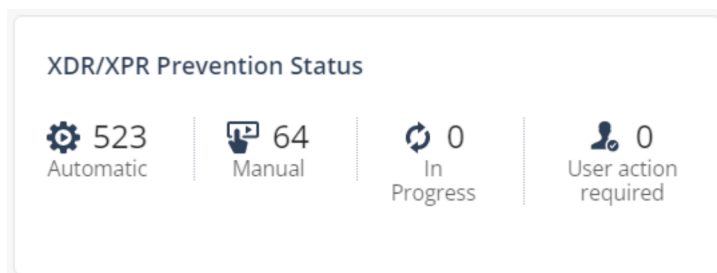 XDR/XPR Prevention Status
523
Automatic
64
Manual
0
In
Progress
0
User action
required